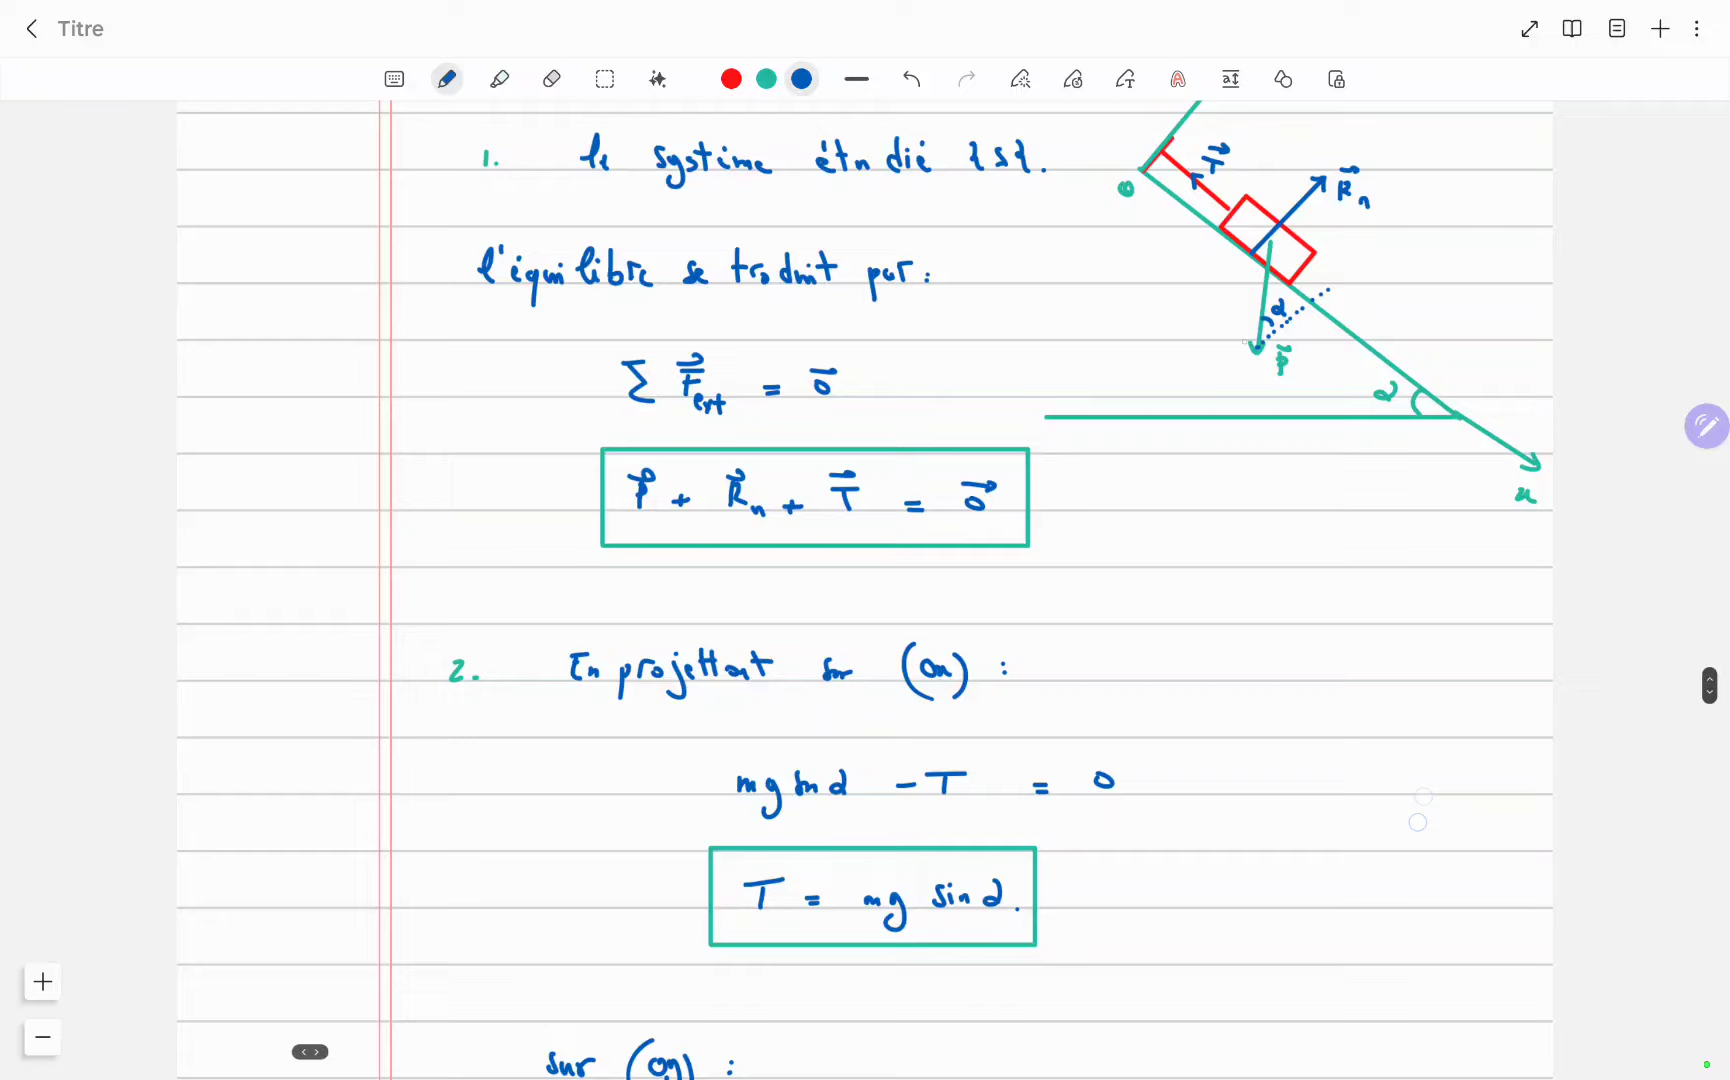 Titre
1. le système étudié {S}.
l'équilibre se traduit par :
∑ F⃗ext = 0⃗
P⃗ + R⃗n + T⃗ = 0⃗
2. En projettant sur (Ox) :
mg sin α - T = 0
T = mg sin α.
sur (Oy) :
O
T⃗
R⃗n
α
P⃗
α
x